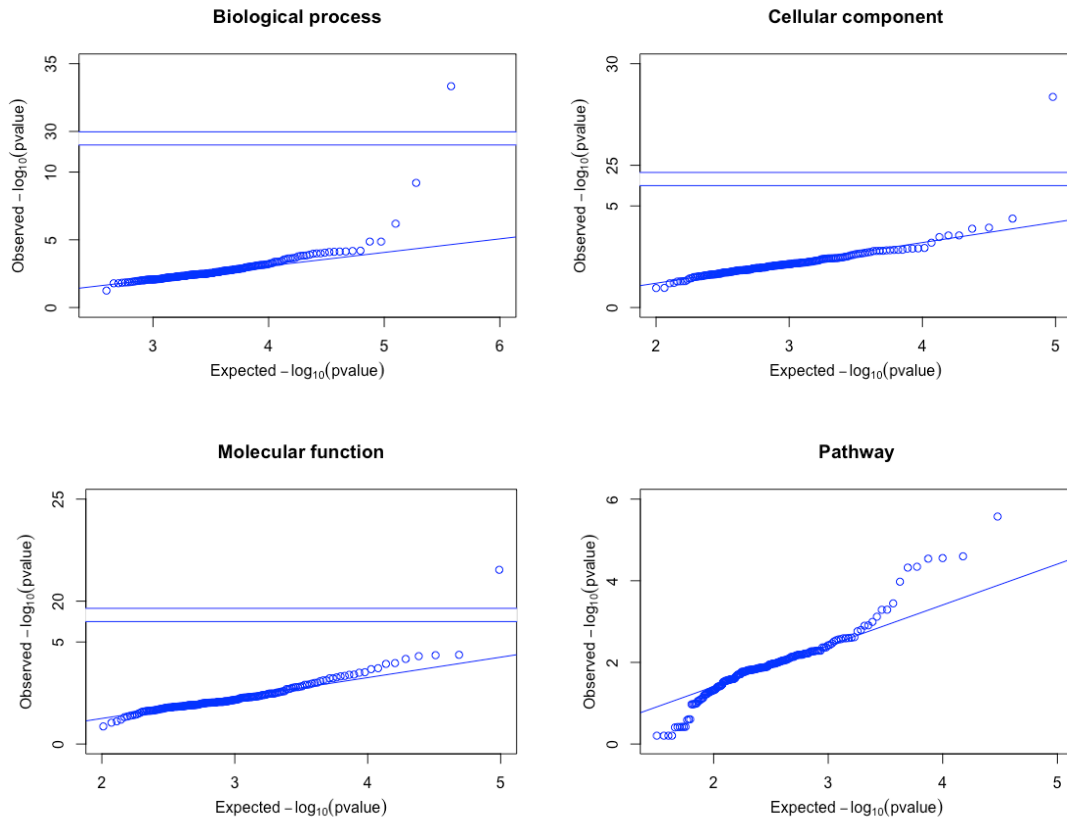 Biological process
Observed −log10(pvalue)
35
30
10
5
0
3
4
5
6
Expected −log10(pvalue)
Cellular component
Observed −log10(pvalue)
30
25
5
0
2
3
4
5
Expected −log10(pvalue)
Molecular function
Observed −log10(pvalue)
25
20
5
0
2
3
4
5
Expected −log10(pvalue)
Pathway
Observed −log10(pvalue)
6
4
2
0
2
3
4
5
Expected −log10(pvalue)